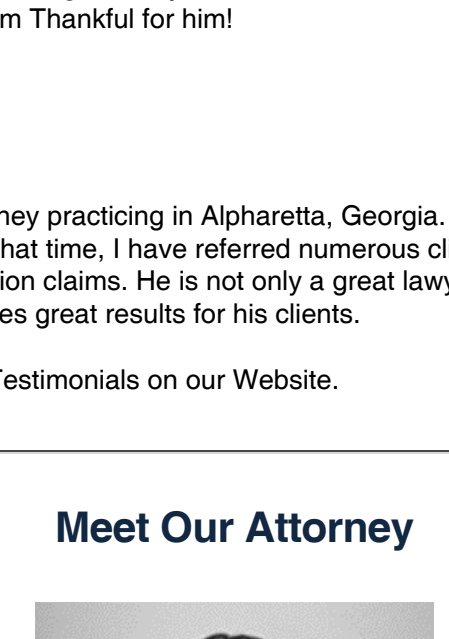 m Thankful for him!
ney practicing in Alpharetta, Georgia.
hat time, I have referred numerous cli
ion claims. He is not only a great lawy
es great results for his clients.
Testimonials on our Website.
Meet Our Attorney